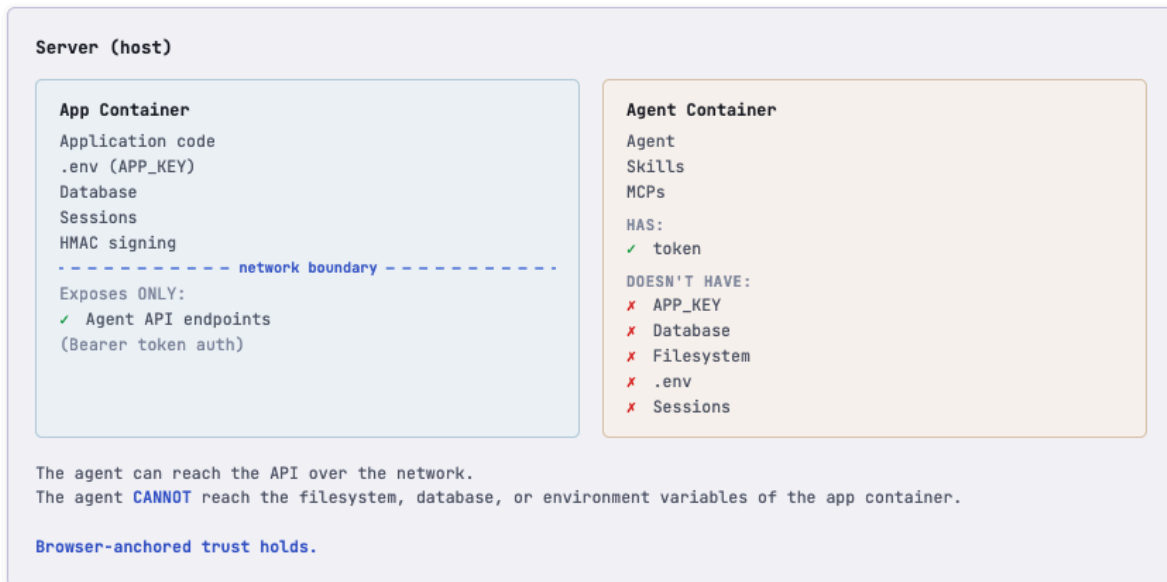 Server (host)
App Container
Application code
.env (APP_KEY)
Database
Sessions
HMAC signing
network boundary
Exposes ONLY:
✓ Agent API endpoints
(Bearer token auth)
Agent Container
Agent
Skills
MCPs
HAS:
✓ token
DOESN'T HAVE:
✗ APP_KEY
✗ Database
✗ Filesystem
✗ .env
✗ Sessions
The agent can reach the API over the network.
The agent CANNOT reach the filesystem, database, or environment variables of the app container.
Browser-anchored trust holds.